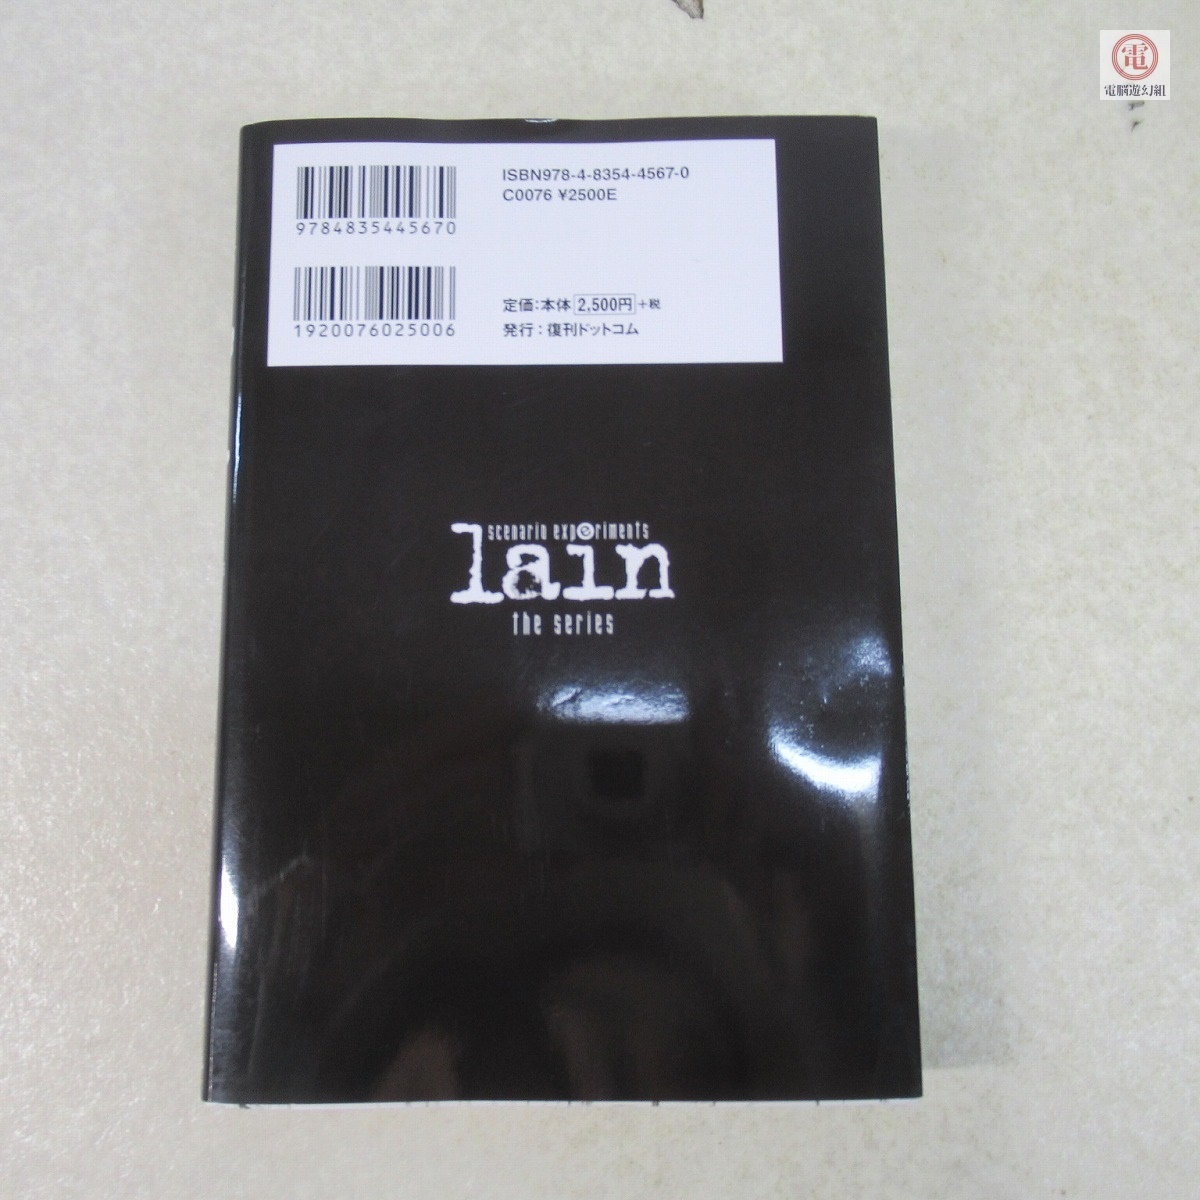 電
電脳遊幻組
ISBN978-4-8354-4567-0
C0076 ¥2500E
9784835445670
定価：本体2,500円+税
発行：復刊ドットコム
1920076025006
scenario experiments
lain
the series